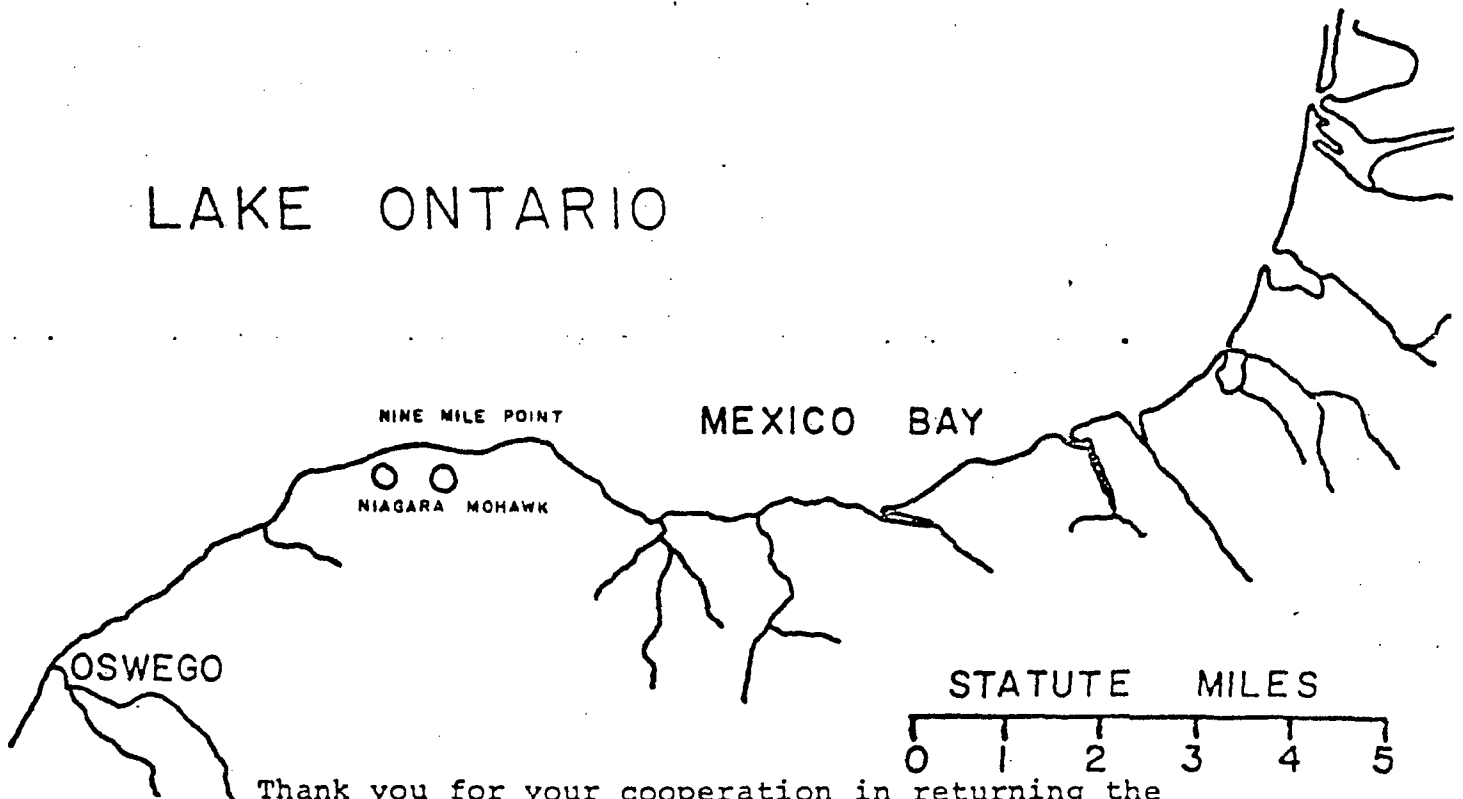 LAKE ONTARIO
NINE MILE POINT
MEXICO BAY
NIAGARA MOHAWK
OSWEGO
STATUTE MILES
0 1 2 3 4 5
Thank you for your cooperation in returning the